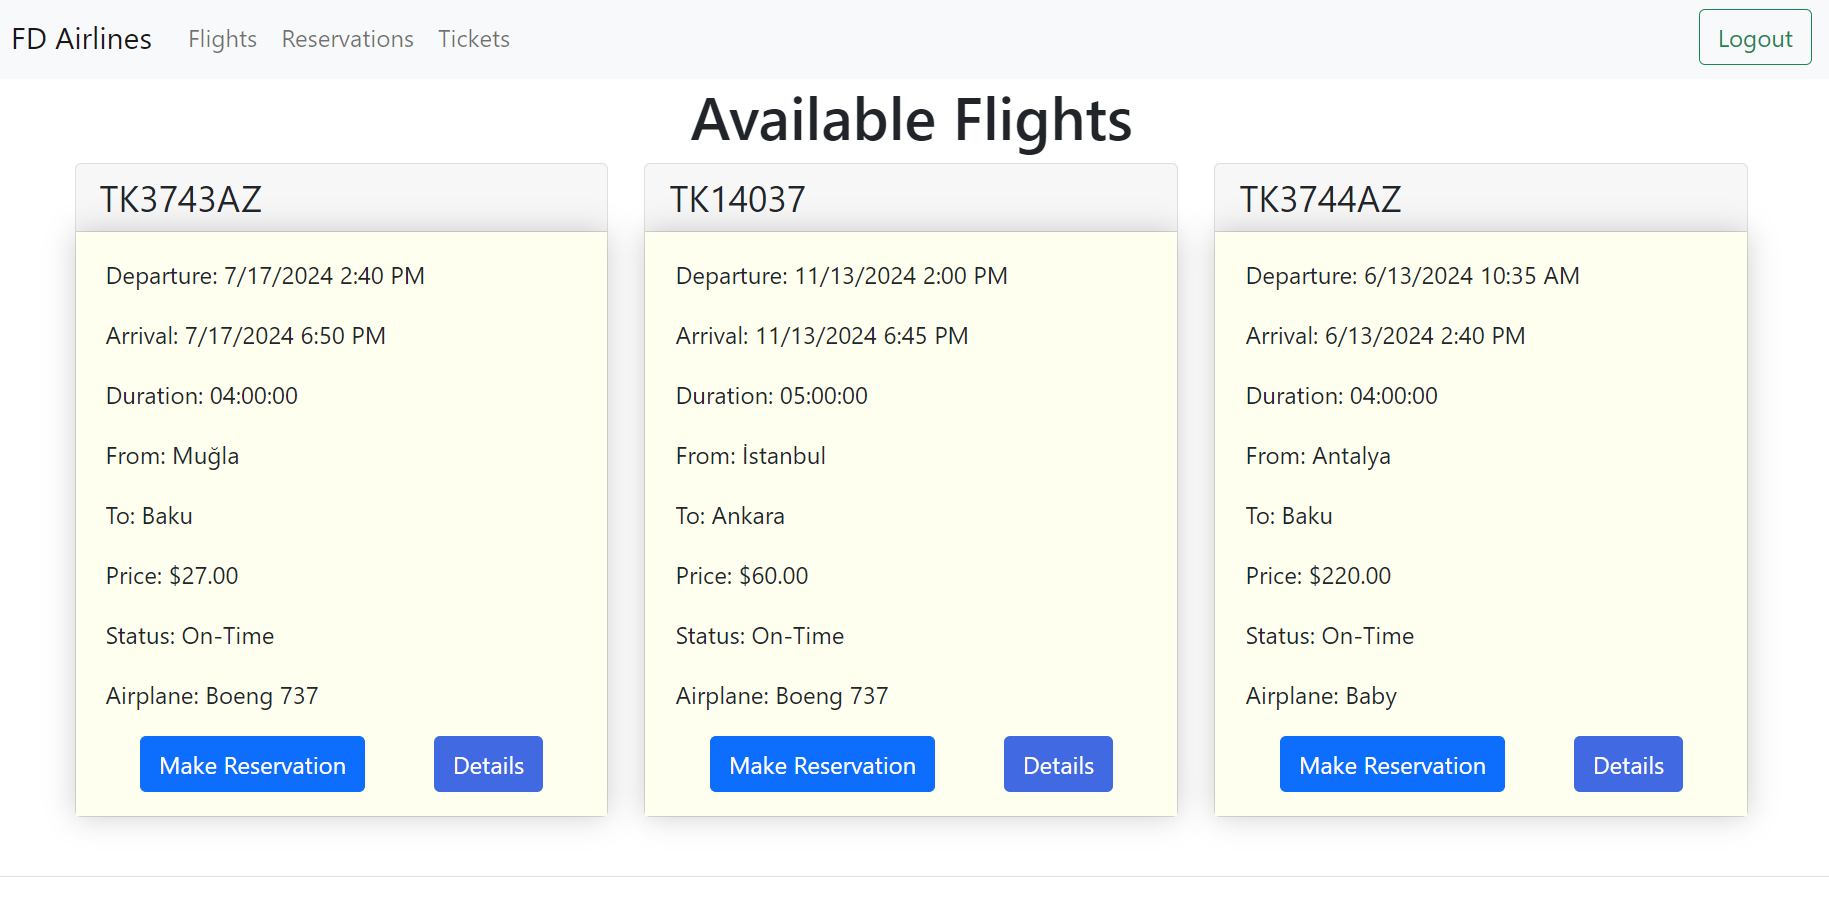 FD Airlines Flights Reservations Tickets Logout
Available Flights
TK3743AZ
Departure: 7/17/2024 2:40 PM
Arrival: 7/17/2024 6:50 PM
Duration: 04:00:00
From: Muğla
To: Baku
Price: $27.00
Status: On-Time
Airplane: Boeng 737
Make Reservation Details
TK14037
Departure: 11/13/2024 2:00 PM
Arrival: 11/13/2024 6:45 PM
Duration: 05:00:00
From: İstanbul
To: Ankara
Price: $60.00
Status: On-Time
Airplane: Boeng 737
Make Reservation Details
TK3744AZ
Departure: 6/13/2024 10:35 AM
Arrival: 6/13/2024 2:40 PM
Duration: 04:00:00
From: Antalya
To: Baku
Price: $220.00
Status: On-Time
Airplane: Baby
Make Reservation Details